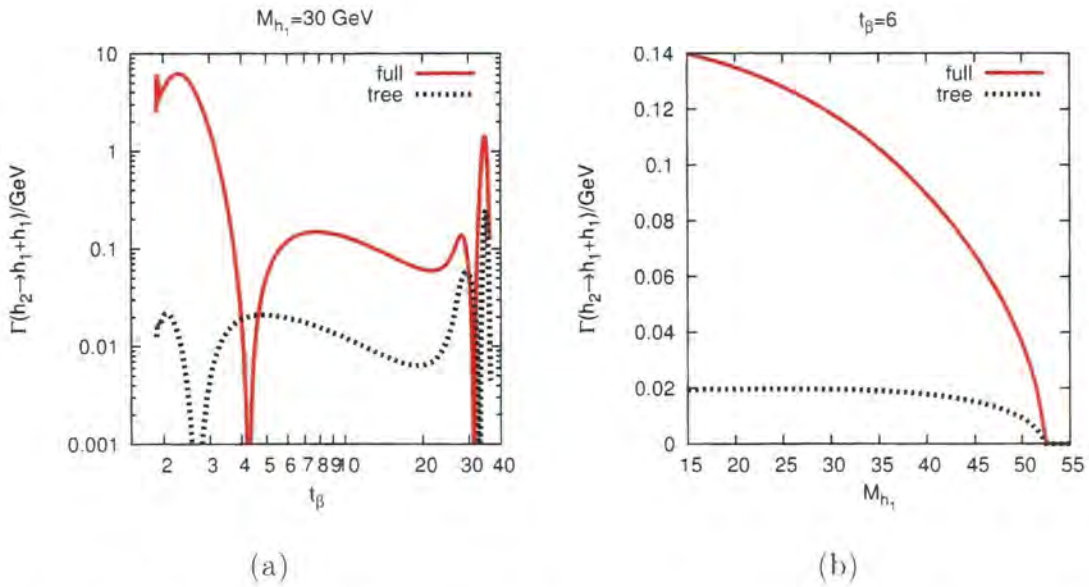 M_{h_1}=30 GeV
Γ(h_2→h_1+h_1)/GeV
10
1
0.1
0.01
0.001
full
tree
2 3 4 5 6 7 8 9 10 20 30 40
t_β
(a)
t_β=6
Γ(h_2→h_1+h_1)/GeV
0.14
0.12
0.1
0.08
0.06
0.04
0.02
0
full
tree
15 20 25 30 35 40 45 50 55
M_{h_1}
(b)